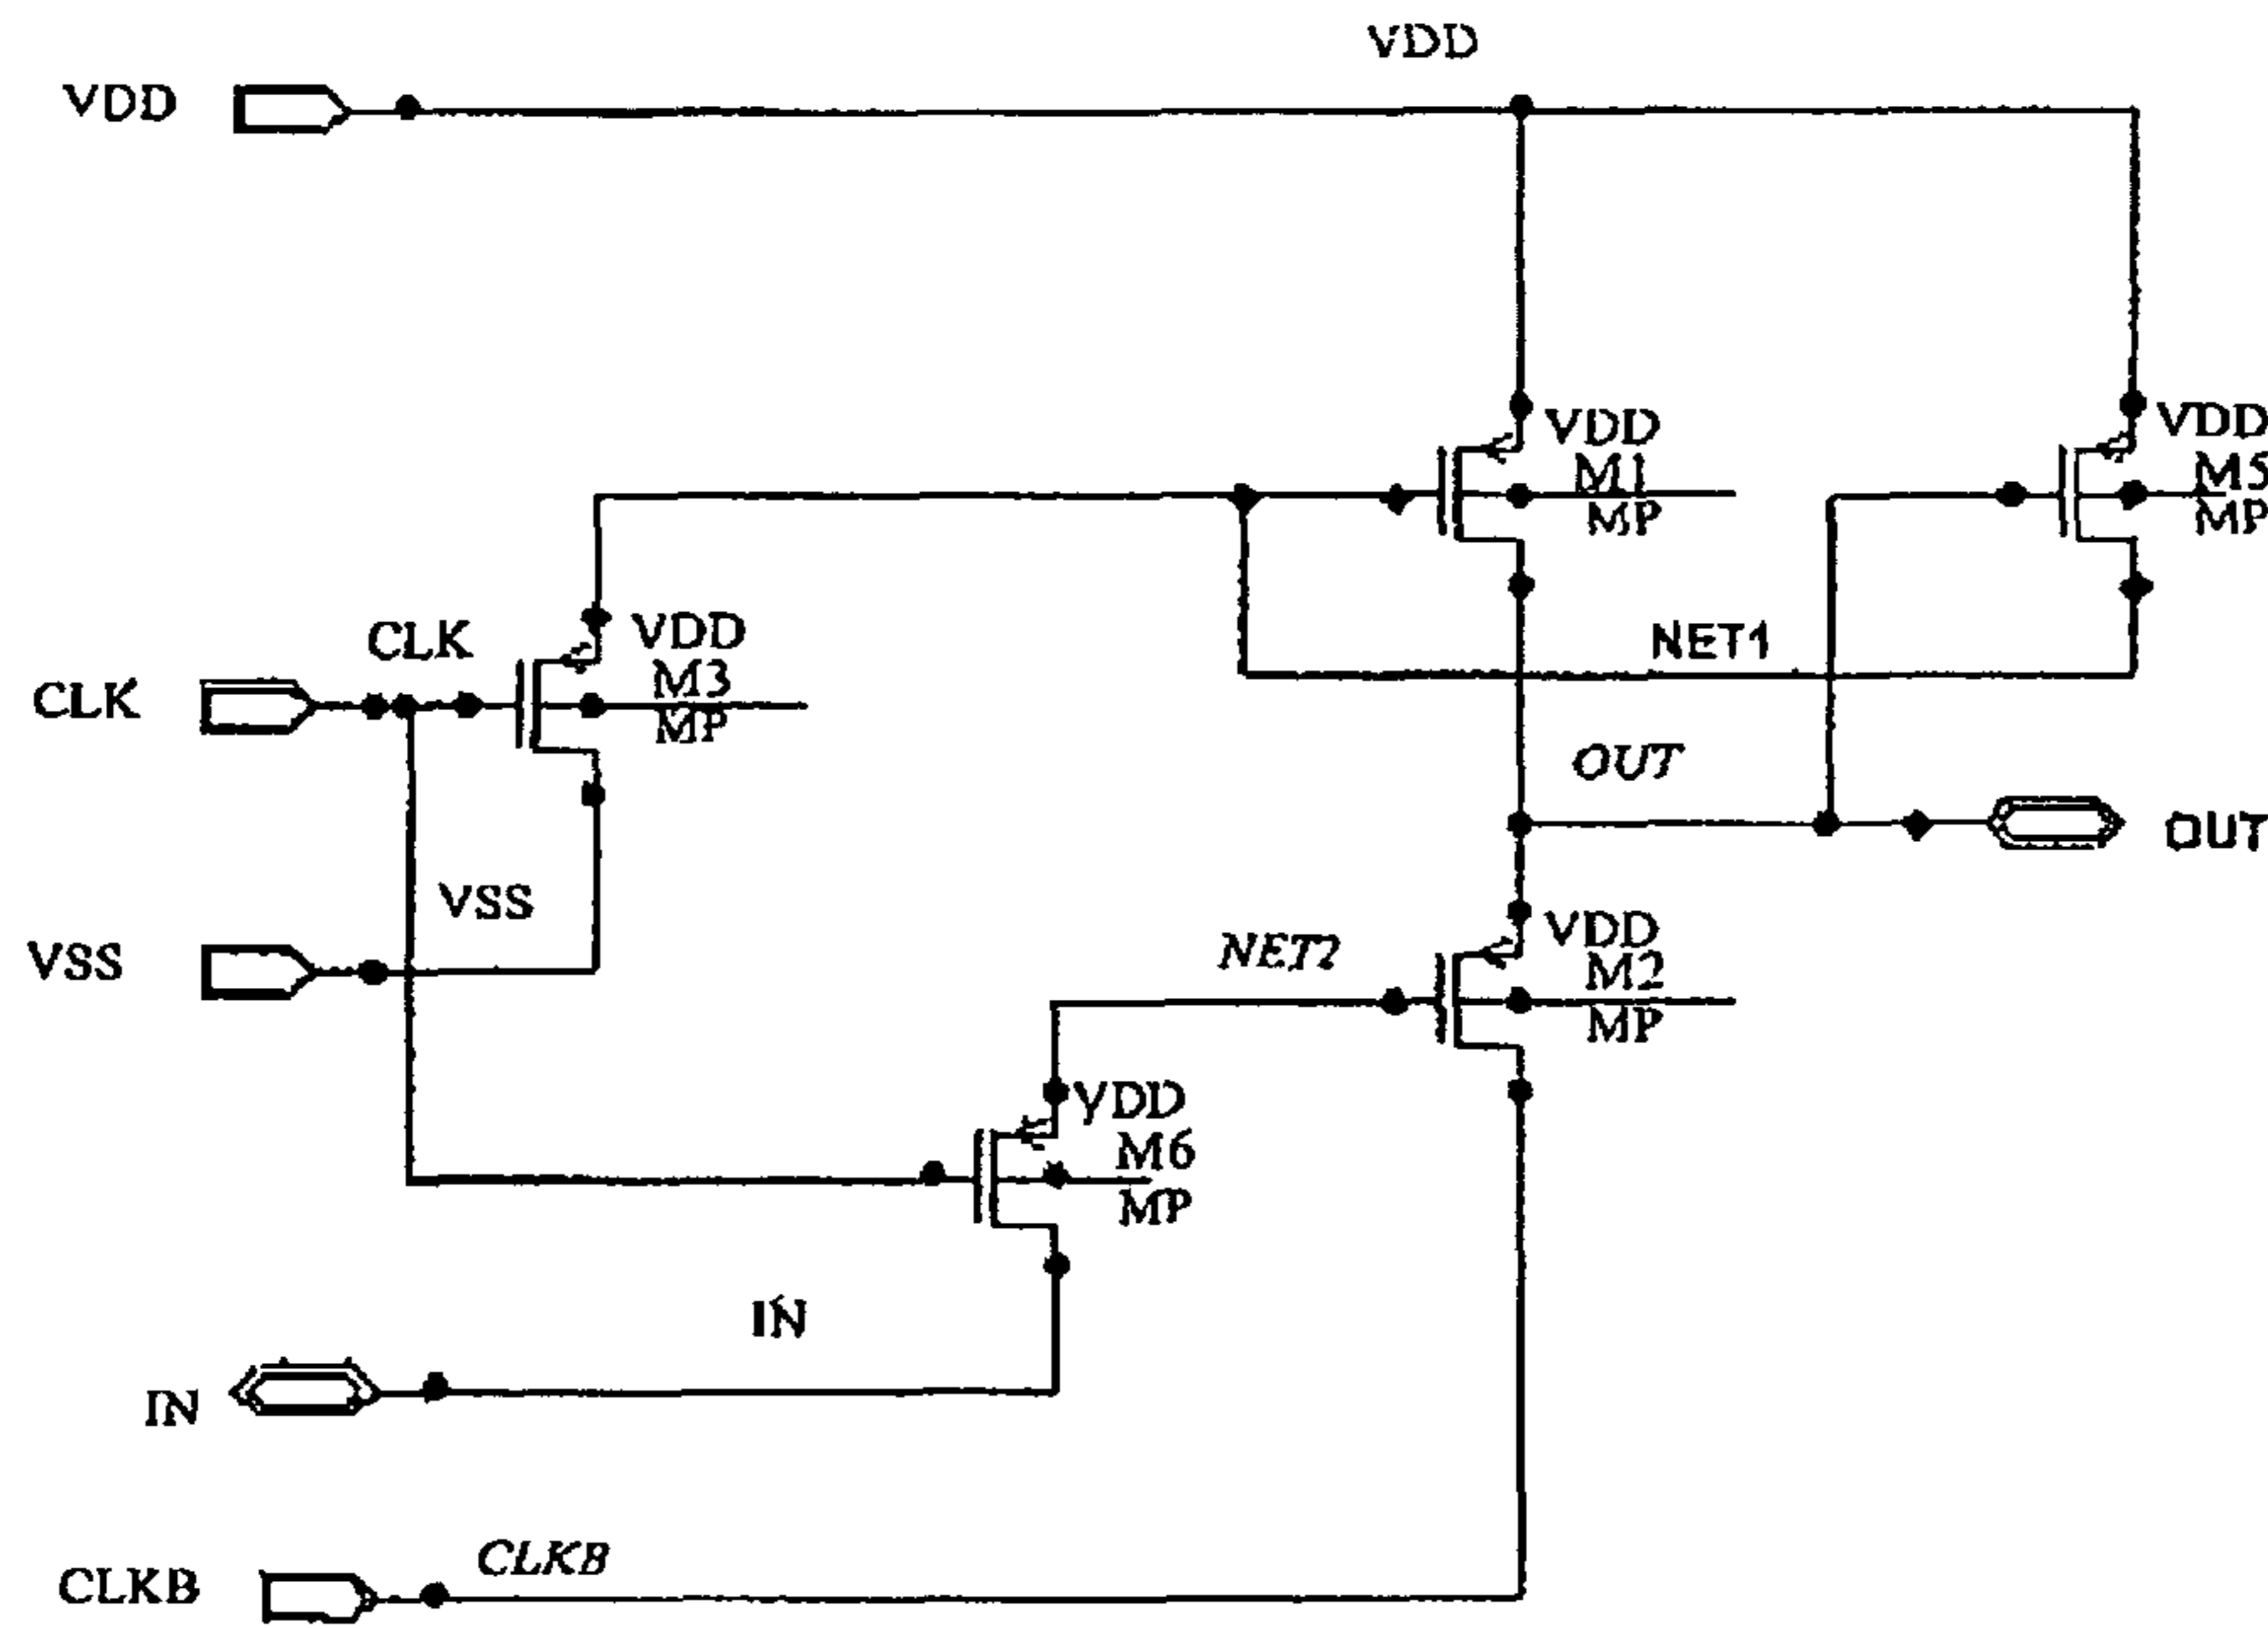 VDD
VDD
VDD
M1
MP
VDD
M5
MP
CLK
CLK
VDD
M3
MP
NET1
OUT
OUT
VSS
VSS
NET2
VDD
M2
MP
VDD
M6
MP
IN
IN
CLKB
CLKB